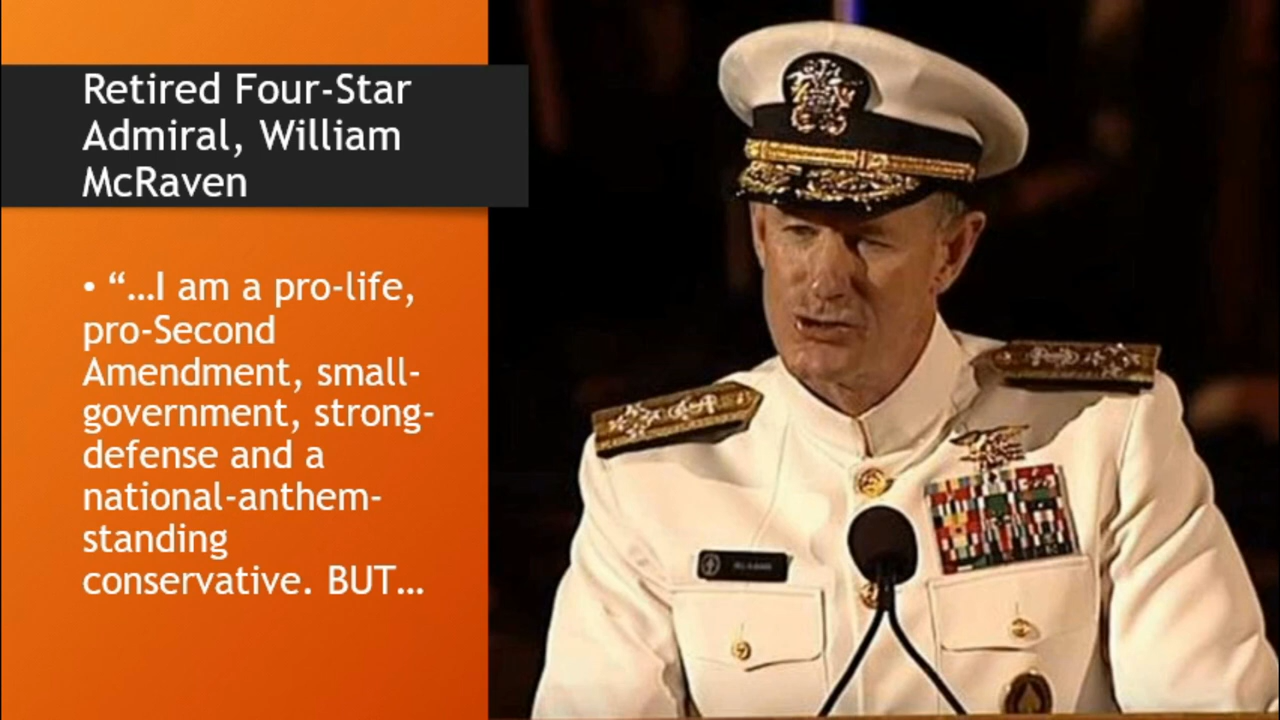 Retired Four-Star
Admiral, William
McRaven
• “…I am a pro-life,
pro-Second
Amendment, small-
government, strong-
defense and a
national-anthem-
standing
conservative. BUT…